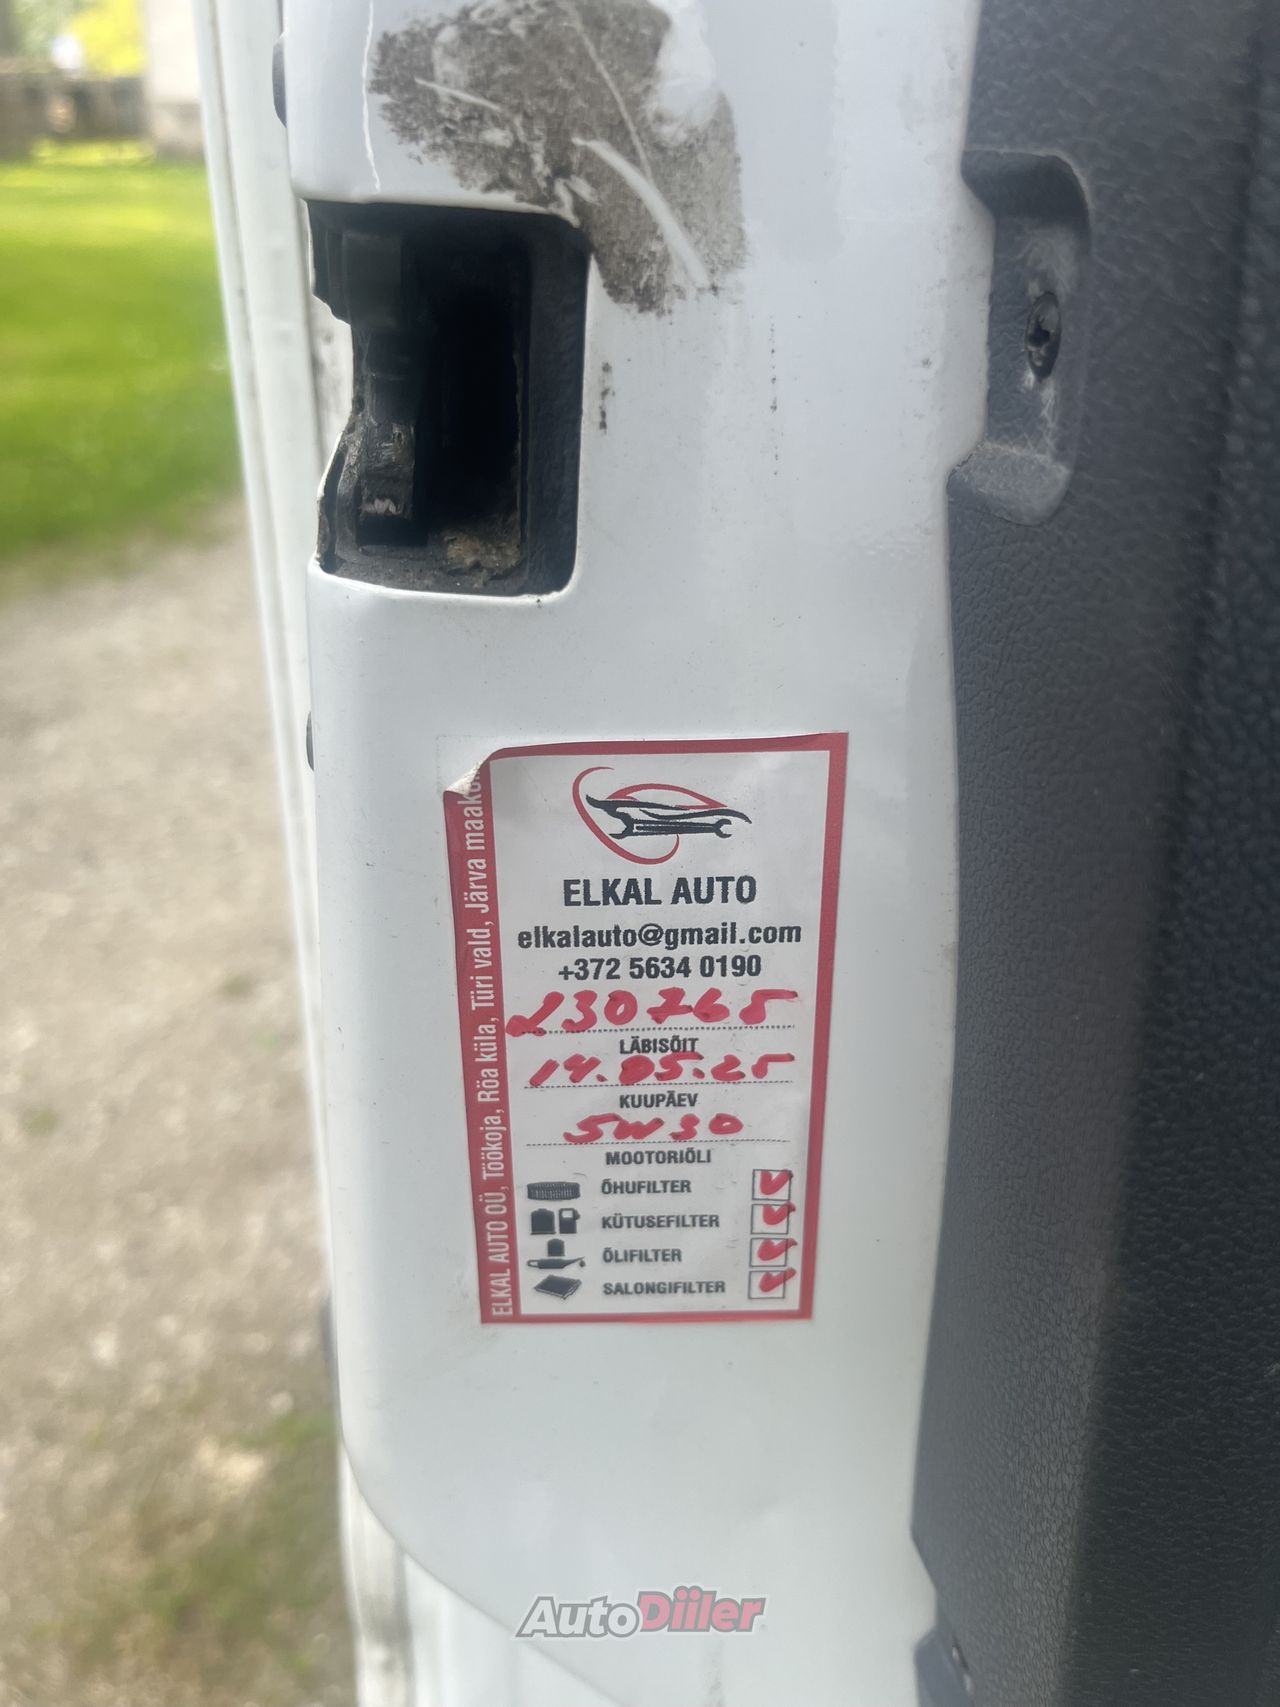 ELKAL AUTO
elkalauto@gmail.com
+372 5634 0190
230765
LÄBISÕIT
14.05.25
KUUPÄEV
5W30
MOOTORIÕLI
ÕHUFILTER
KÜTUSEFILTER
ÕLIFILTER
SALONGIFILTER
ELKAL AUTO OÜ, Töökoja, Röa küla, Türi vald, Järva
AutoDiiler